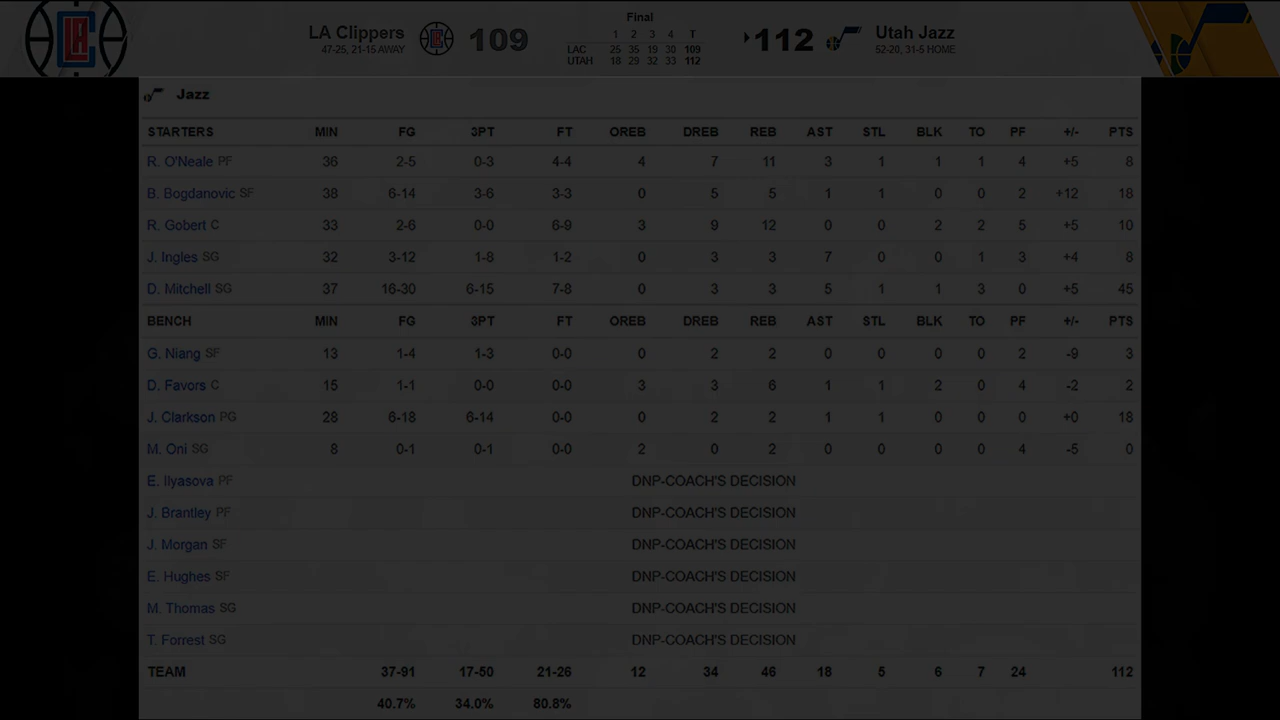 LA Clippers
47-25, 21-15 AWAY
LAC
109
Final
1 2 3 4 T
LAC 25 35 19 30 109
UTAH 18 29 32 33 112
112
Utah Jazz
52-20, 31-5 HOME
Jazz
STARTERS MIN FG 3PT FT OREB DREB REB AST STL BLK TO PF +/- PTS
R. O'Neale PF 36 2-5 0-3 4-4 4 7 11 3 1 1 1 4 +5 8
B. Bogdanovic SF 38 6-14 3-6 3-3 0 5 5 1 1 0 0 2 +12 18
R. Gobert C 33 2-6 0-0 6-9 3 9 12 0 0 2 2 5 +5 10
J. Ingles SG 32 3-12 1-8 1-2 0 3 3 7 0 0 1 3 +4 8
D. Mitchell SG 37 16-30 6-15 7-8 0 3 3 5 1 1 3 0 +5 45
BENCH MIN FG 3PT FT OREB DREB REB AST STL BLK TO PF +/- PTS
G. Niang SF 13 1-4 1-3 0-0 0 2 2 0 0 0 0 2 -9 3
D. Favors C 15 1-1 0-0 0-0 3 3 6 1 1 2 0 4 -2 2
J. Clarkson PG 28 6-18 6-14 0-0 0 2 2 1 1 0 0 0 +0 18
M. Oni SG 8 0-1 0-1 0-0 2 0 2 0 0 0 0 4 -5 0
E. Ilyasova PF DNP-COACH'S DECISION
J. Brantley PF DNP-COACH'S DECISION
J. Morgan SF DNP-COACH'S DECISION
E. Hughes SF DNP-COACH'S DECISION
M. Thomas SG DNP-COACH'S DECISION
T. Forrest SG DNP-COACH'S DECISION
TEAM 37-91 17-50 21-26 12 34 46 18 5 6 7 24 112
40.7% 34.0% 80.8%